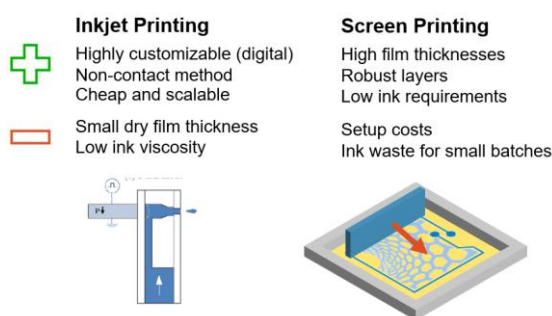 Inkjet Printing
Highly customizable (digital)
Non-contact method
Cheap and scalable
Small dry film thickness
Low ink viscosity
Screen Printing
High film thicknesses
Robust layers
Low ink requirements
Setup costs
Ink waste for small batches